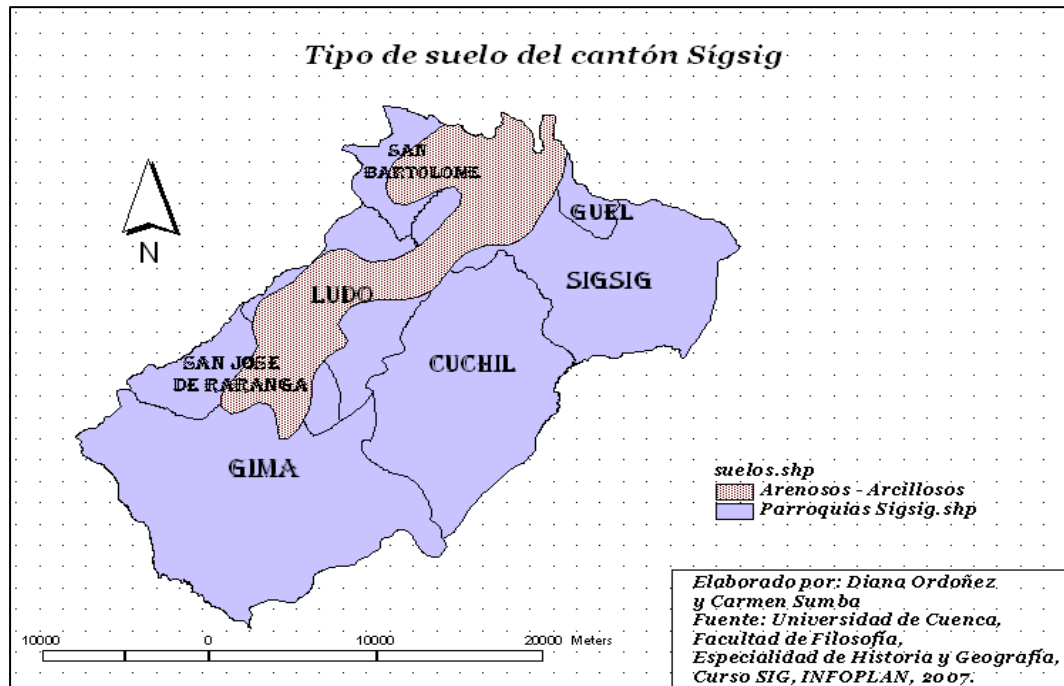 Tipo de suelo del cantón Sígsig
SAN
BARTOLOME
GUEL
SIGSIG
LUDO
CUCHIL
SAN JOSE
DE RARANGA
GIMA
N
suelos.shp
Arenosos - Arcillosos
Parroquias Sigsig.shp
Elaborado por: Diana Ordoñez
y Carmen Sumba
Fuente: Universidad de Cuenca,
Facultad de Filosofía,
Especialidad de Historia y Geografía,
Curso SIG, INFOPLAN, 2007.
10000 0 10000 20000 Meters